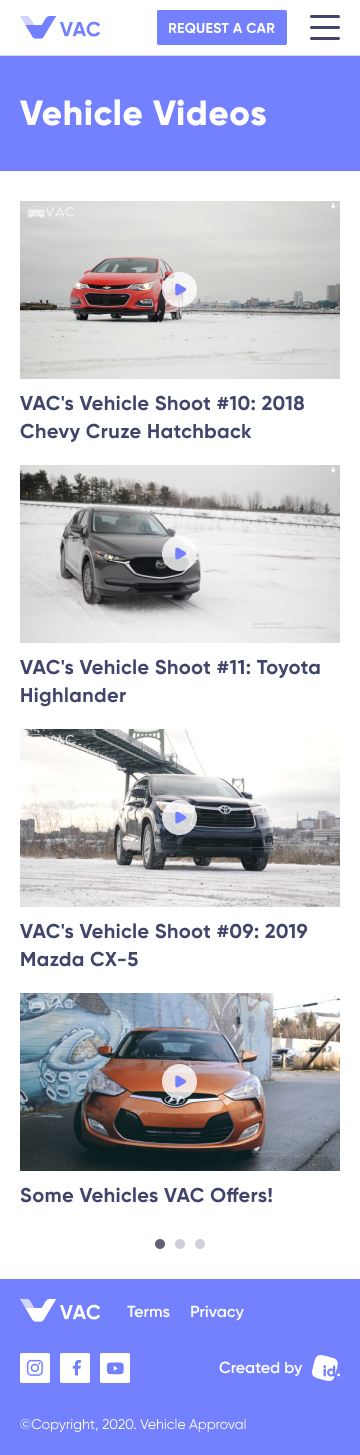 VAC
REQUEST A CAR
Vehicle Videos
VAC
VAC's Vehicle Shoot #10: 2018
Chevy Cruze Hatchback
VAC's Vehicle Shoot #11: Toyota
Highlander
VAC
VAC's Vehicle Shoot #09: 2019
Mazda CX-5
VAC
Some Vehicles VAC Offers!
VAC
Terms
Privacy
Created by
id.
©Copyright, 2020. Vehicle Approval